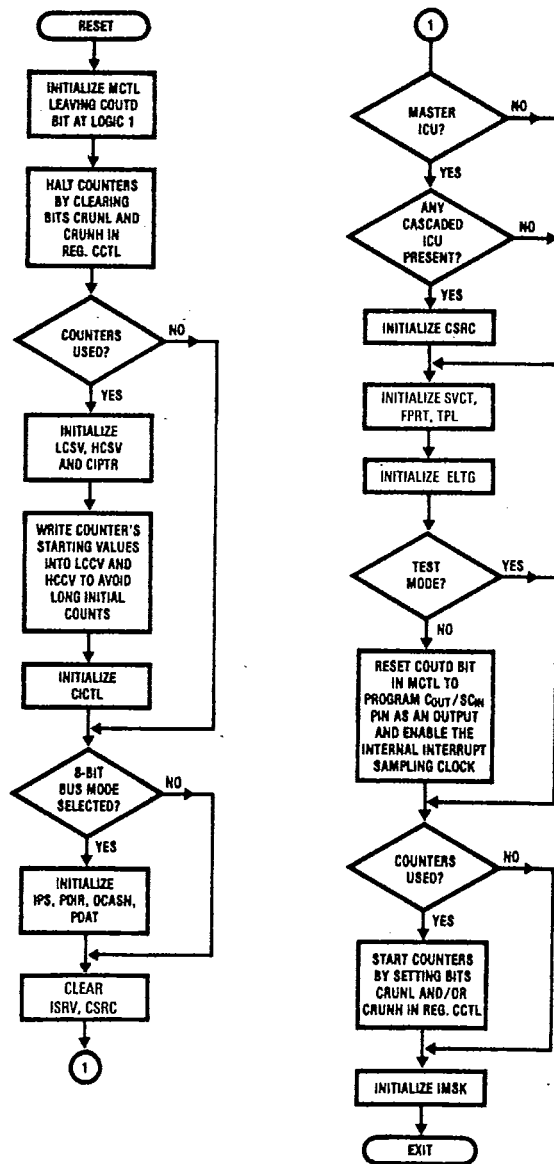 RESET
INITIALIZE MCTL
LEAVING COUTD
BIT AT LOGIC 1
HALT COUNTERS
BY CLEARING
BITS CRUNL AND
CRUNH IN
REG. CCTL
COUNTERS
USED?
NO
YES
INITIALIZE
LCSV, HCSV
AND CIPTR
WRITE COUNTER'S
STARTING VALUES
INTO LCCV AND
HCCV TO AVOID
LONG INITIAL
COUNTS
INITIALIZE
CICTL
8-BIT
BUS MODE
SELECTED?
NO
YES
INITIALIZE
IPS, PDIR, OCASN,
PDAT
CLEAR
ISRV, CSRC
1
1
MASTER
ICU?
NO
YES
ANY
CASCADED
ICU
PRESENT?
NO
YES
INITIALIZE CSRC
INITIALIZE SVCT,
FPRT, TPL
INITIALIZE ELTG
TEST
MODE?
YES
NO
RESET COUTD BIT
IN MCTL TO
PROGRAM COUT/SCIN
PIN AS AN OUTPUT
AND ENABLE THE
INTERNAL INTERRUPT
SAMPLING CLOCK
COUNTERS
USED?
NO
YES
START COUNTERS
BY SETTING BITS
CRUNL AND/OR
CRUNH IN REG. CCTL
INITIALIZE IMSK
EXIT